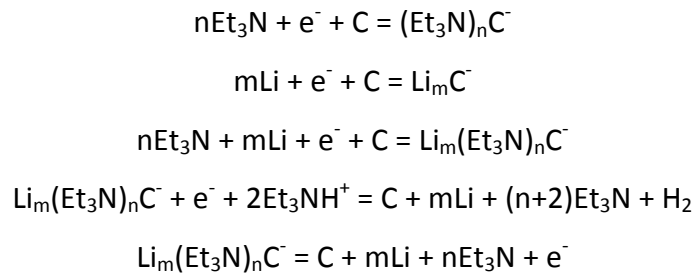 nEt₃N + e⁻ + C = (Et₃N)ₙC⁻
mLi + e⁻ + C = LiₘC⁻
nEt₃N + mLi + e⁻ + C = Liₘ(Et₃N)ₙC⁻
Liₘ(Et₃N)ₙC⁻ + e⁻ + 2Et₃NH⁺ = C + mLi + (n+2)Et₃N + H₂
Liₘ(Et₃N)ₙC⁻ = C + mLi + nEt₃N + e⁻